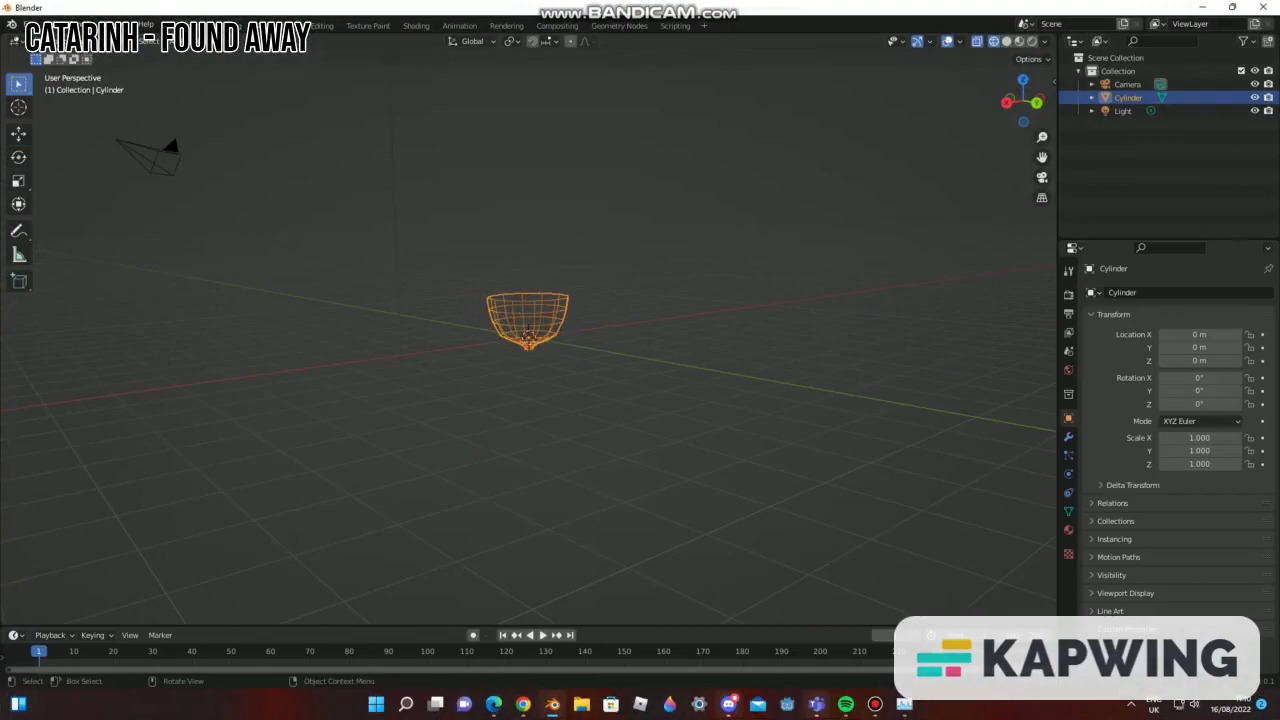 Blender
www.BANDICAM.com
CATARINH - FOUND AWAY
Texture Paint
Shading
Animation
Rendering
Compositing
Scripting
+
Scene
ViewLayer
Global
Options
User Perspective
(1) Collection | Cylinder
X
Y
Z
Scene Collection
Collection
Camera
Cylinder
Light
Cylinder
Cylinder
Transform
Location X 0 m
Y 0 m
Z 0 m
Rotation X 0°
Y 0°
Z 0°
Mode XYZ Euler
Scale X 1.000
Y 1.000
Z 1.000
Delta Transform
Relations
Collections
Instancing
Motion Paths
Visibility
Viewport Display
Line Art
Playback Keying View Marker
1 10 20 30 40 50 60 70 80 90 100 110 120 130 140 150 160 170 180 190 200
Select Box Select Rotate View Object Context Menu
KAPWING
ENG
UK
16/08/2022